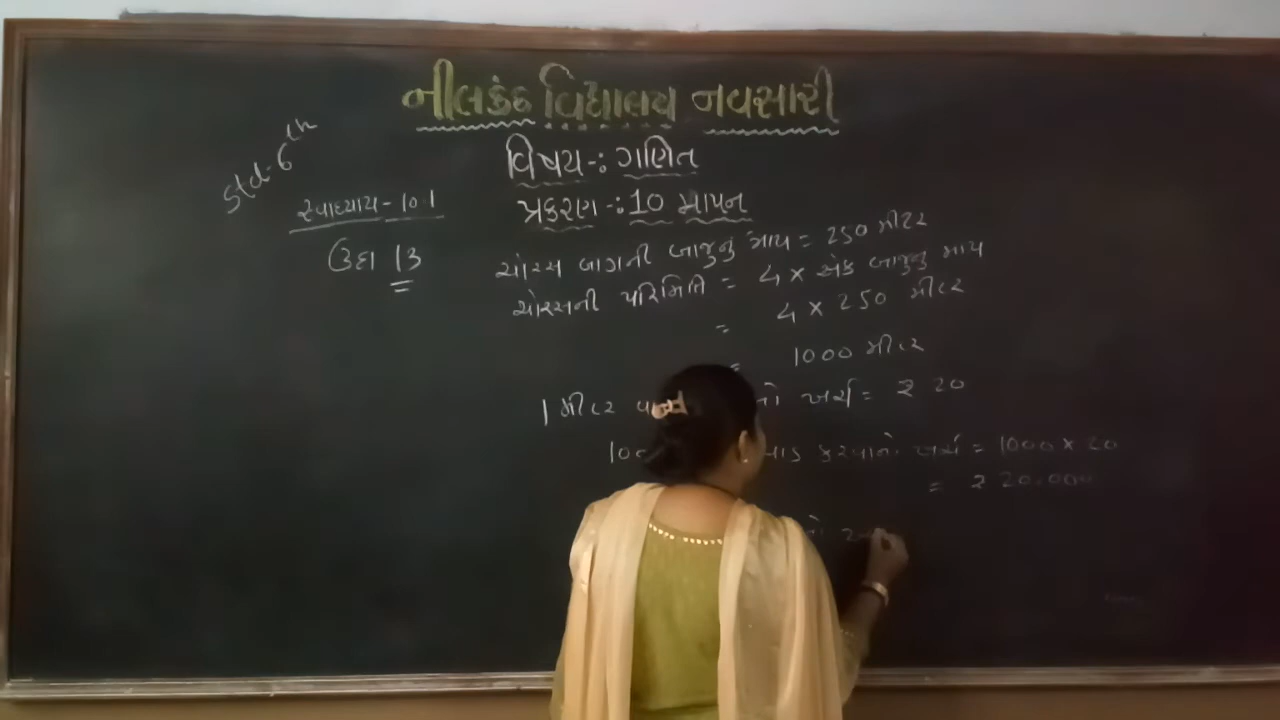 નીલકંઠ વિદ્યાલય નવસારી
Std-6th
વિષય-: ગણિત
સ્વાધ્યાય-10.1
પ્રકરણ-: 10 માપન
ઉદા 13
ચોરસ બાગની બાજુનું માપ = 250 મીટર
ચોરસની પરિમિતિ = 4 × એક બાજુનું માપ
= 4 × 250 મીટર
= 1000 મીટર
1 મીટર ખર્ચ = ₹ 20
વાડ કરવાનો ખર્ચ = 1000 × 20
= ₹ 20,000